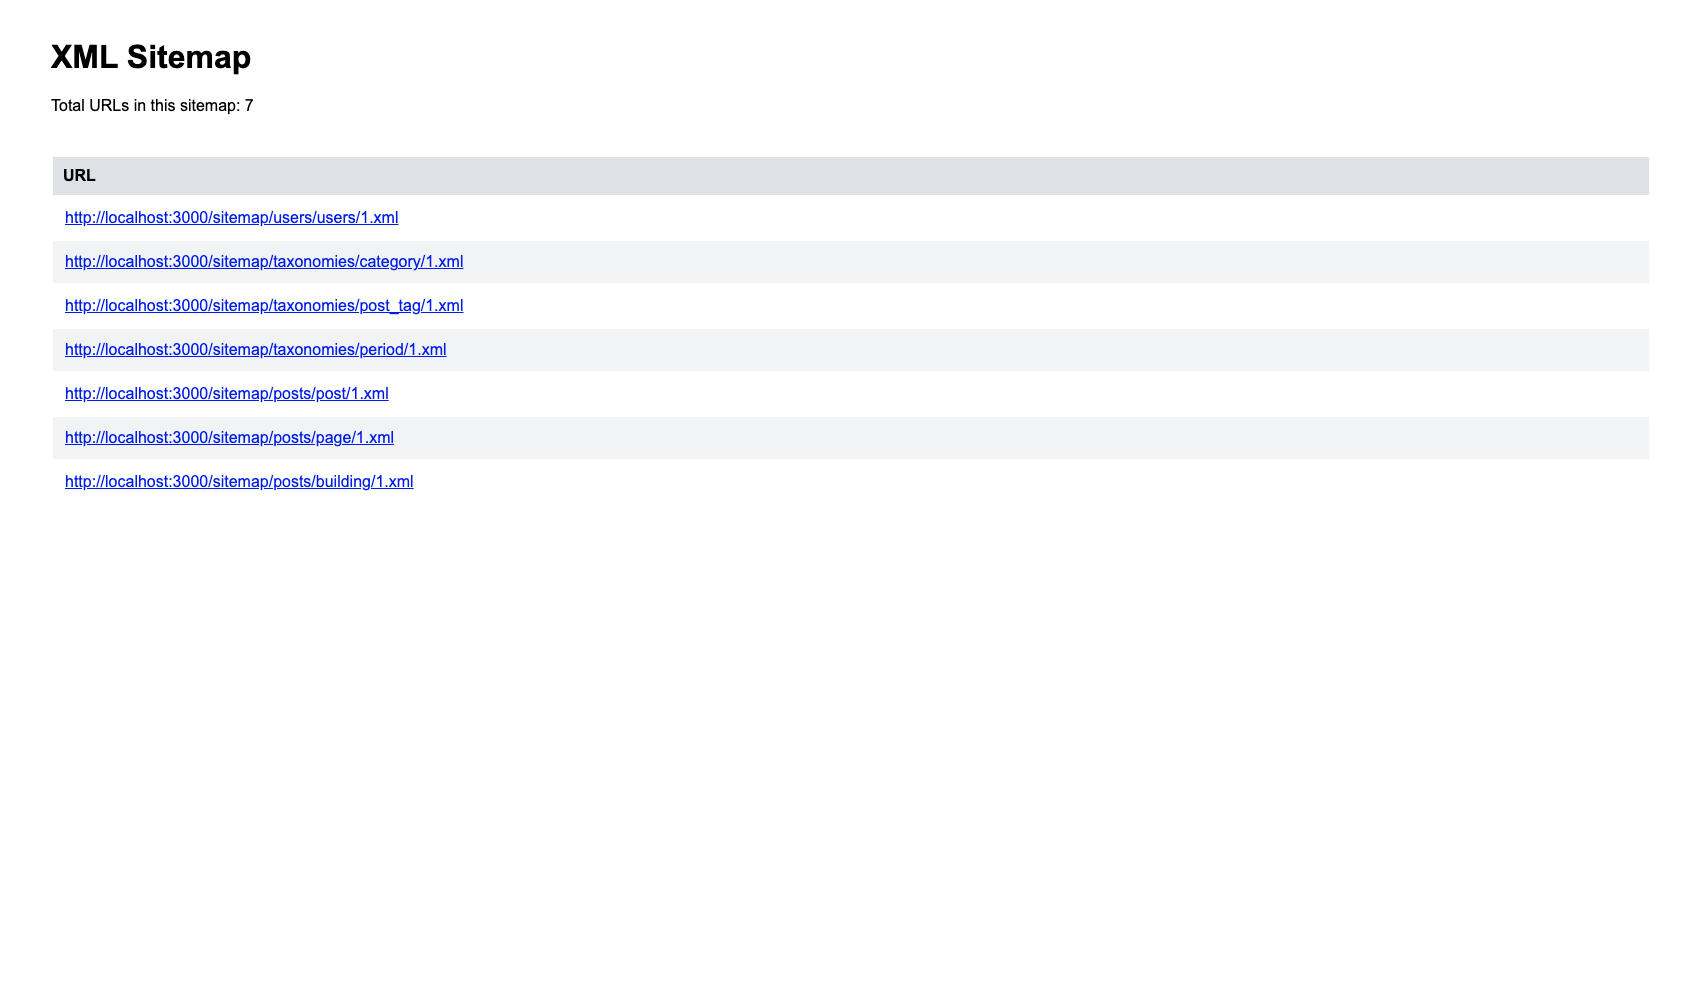 XML Sitemap
Total URLs in this sitemap: 7
URL
http://localhost:3000/sitemap/users/users/1.xml
http://localhost:3000/sitemap/taxonomies/category/1.xml
http://localhost:3000/sitemap/taxonomies/post_tag/1.xml
http://localhost:3000/sitemap/taxonomies/period/1.xml
http://localhost:3000/sitemap/posts/post/1.xml
http://localhost:3000/sitemap/posts/page/1.xml
http://localhost:3000/sitemap/posts/building/1.xml